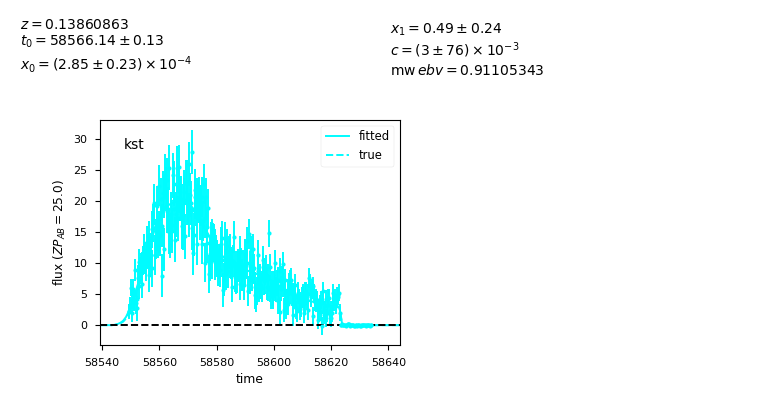 z = 0.13860863
t₀ = 58566.14 ± 0.13
x₀ = (2.85 ± 0.23) × 10⁻⁴
x₁ = 0.49 ± 0.24
c = (3 ± 76) × 10⁻³
mw ebv = 0.91105343
kst
fitted
true
30
25
20
15
10
5
0
flux (ZP_AB = 25.0)
58540 58560 58580 58600 58620 58640
time